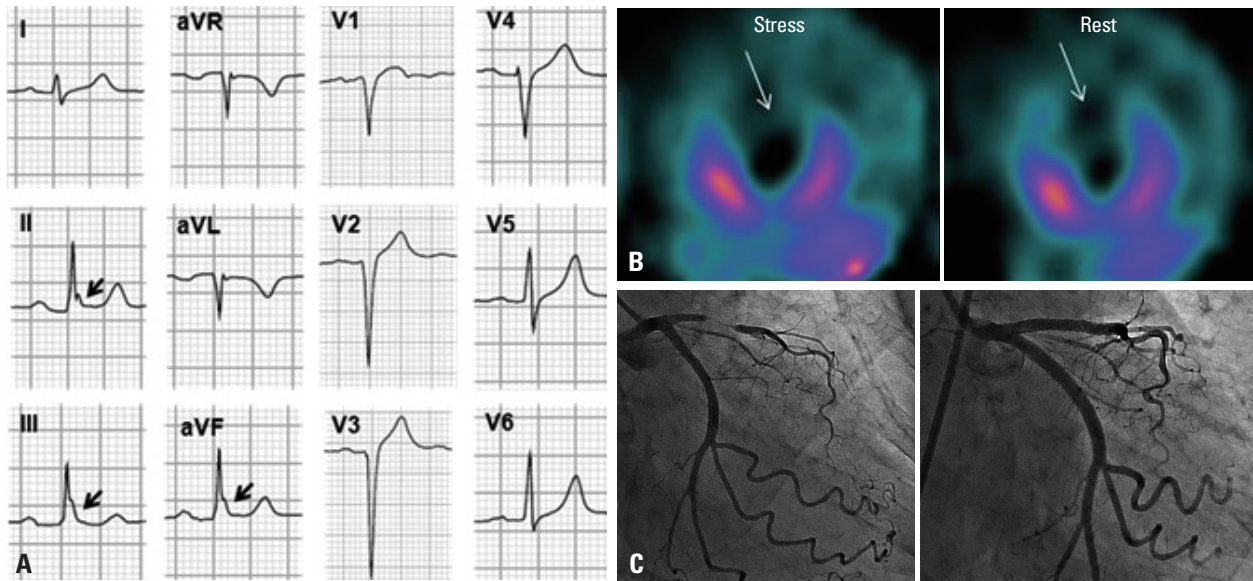 I aVR V1 V4
II aVL V2 V5
III aVF V3 V6
A
Stress Rest
B
C